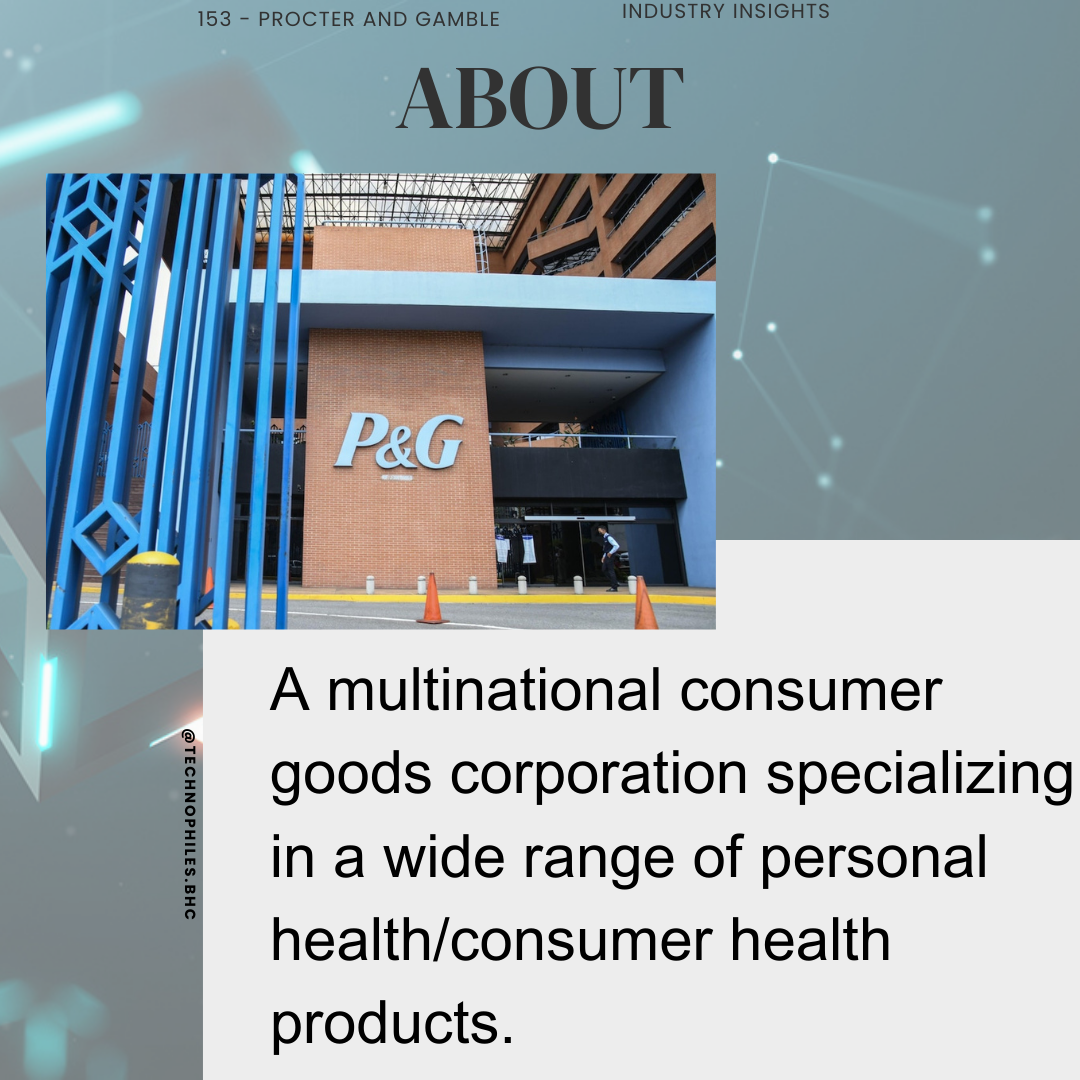 153 - PROCTER AND GAMBLE
INDUSTRY INSIGHTS
ABOUT
P&G
A multinational consumer
goods corporation specializing
in a wide range of personal
health/consumer health
products.
@TECHNOPHILES.BHC